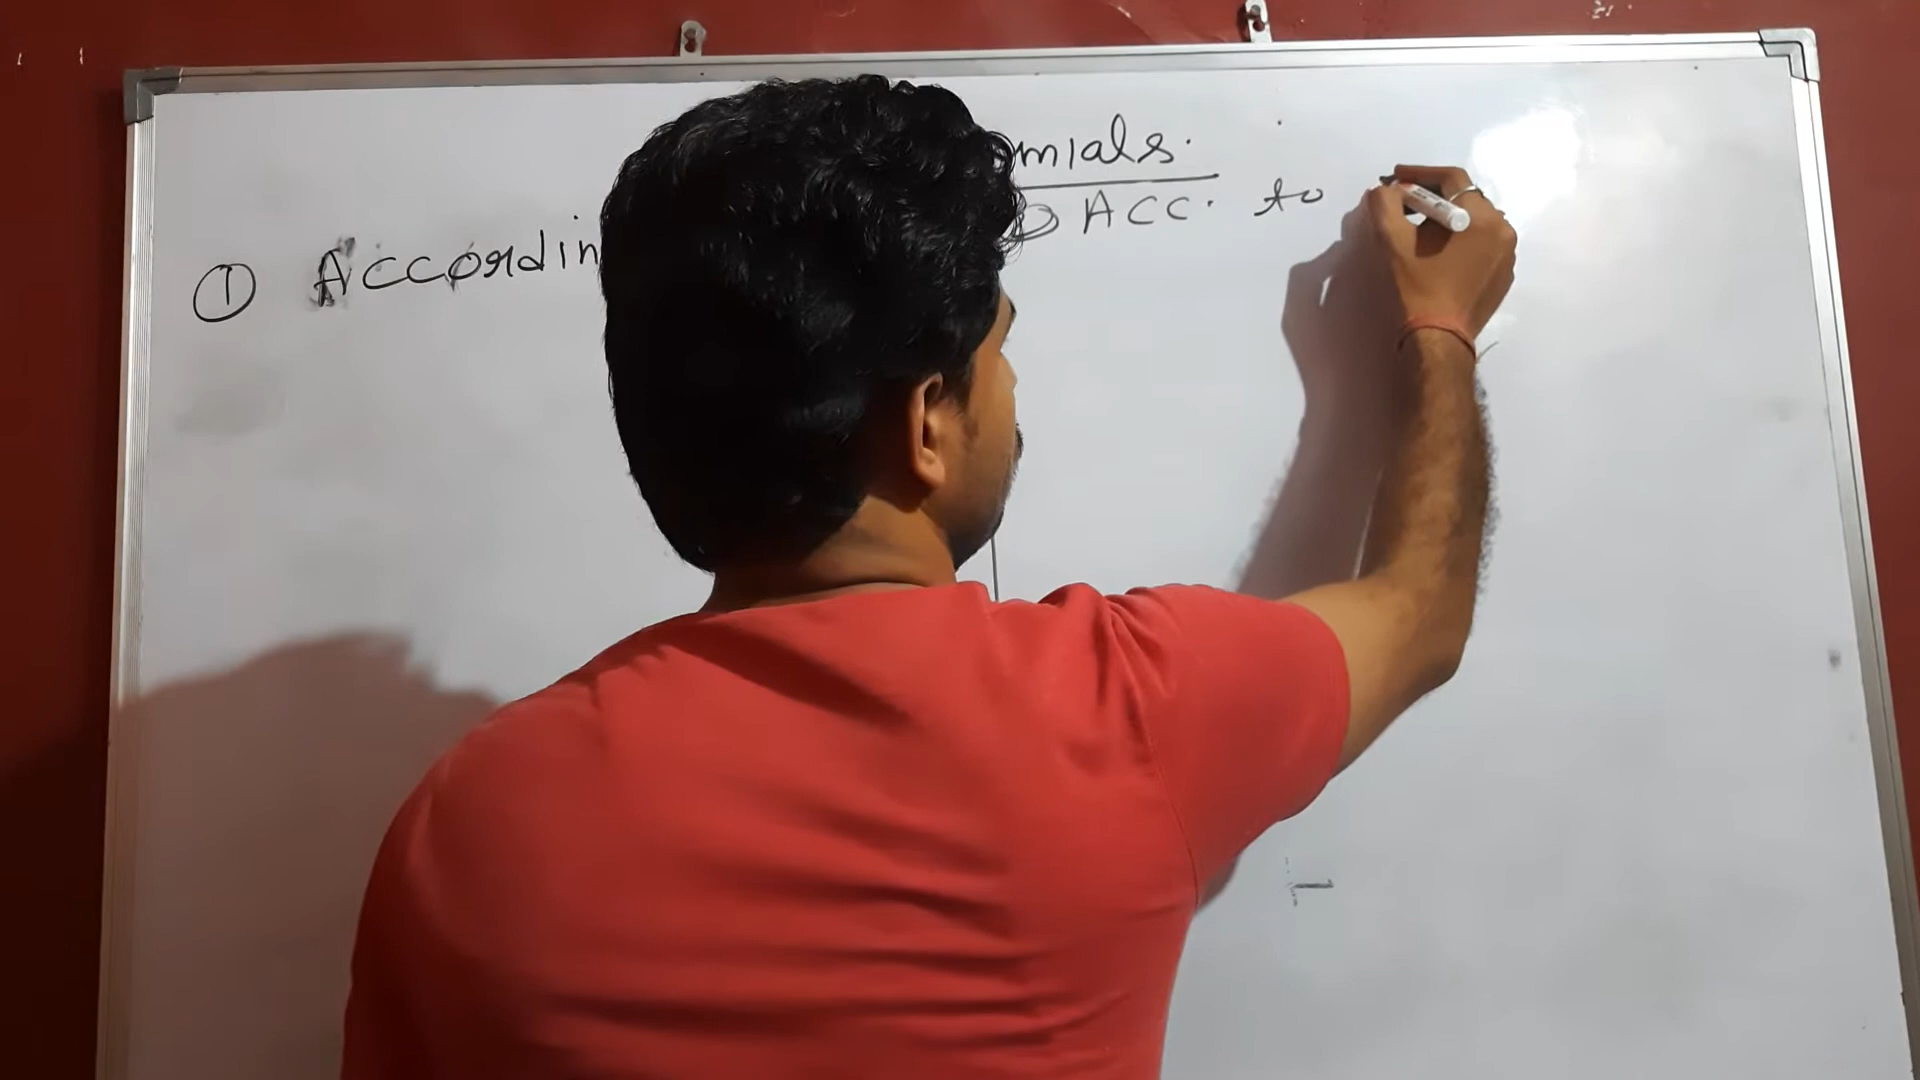 mials.
① Accordin
ACC. to